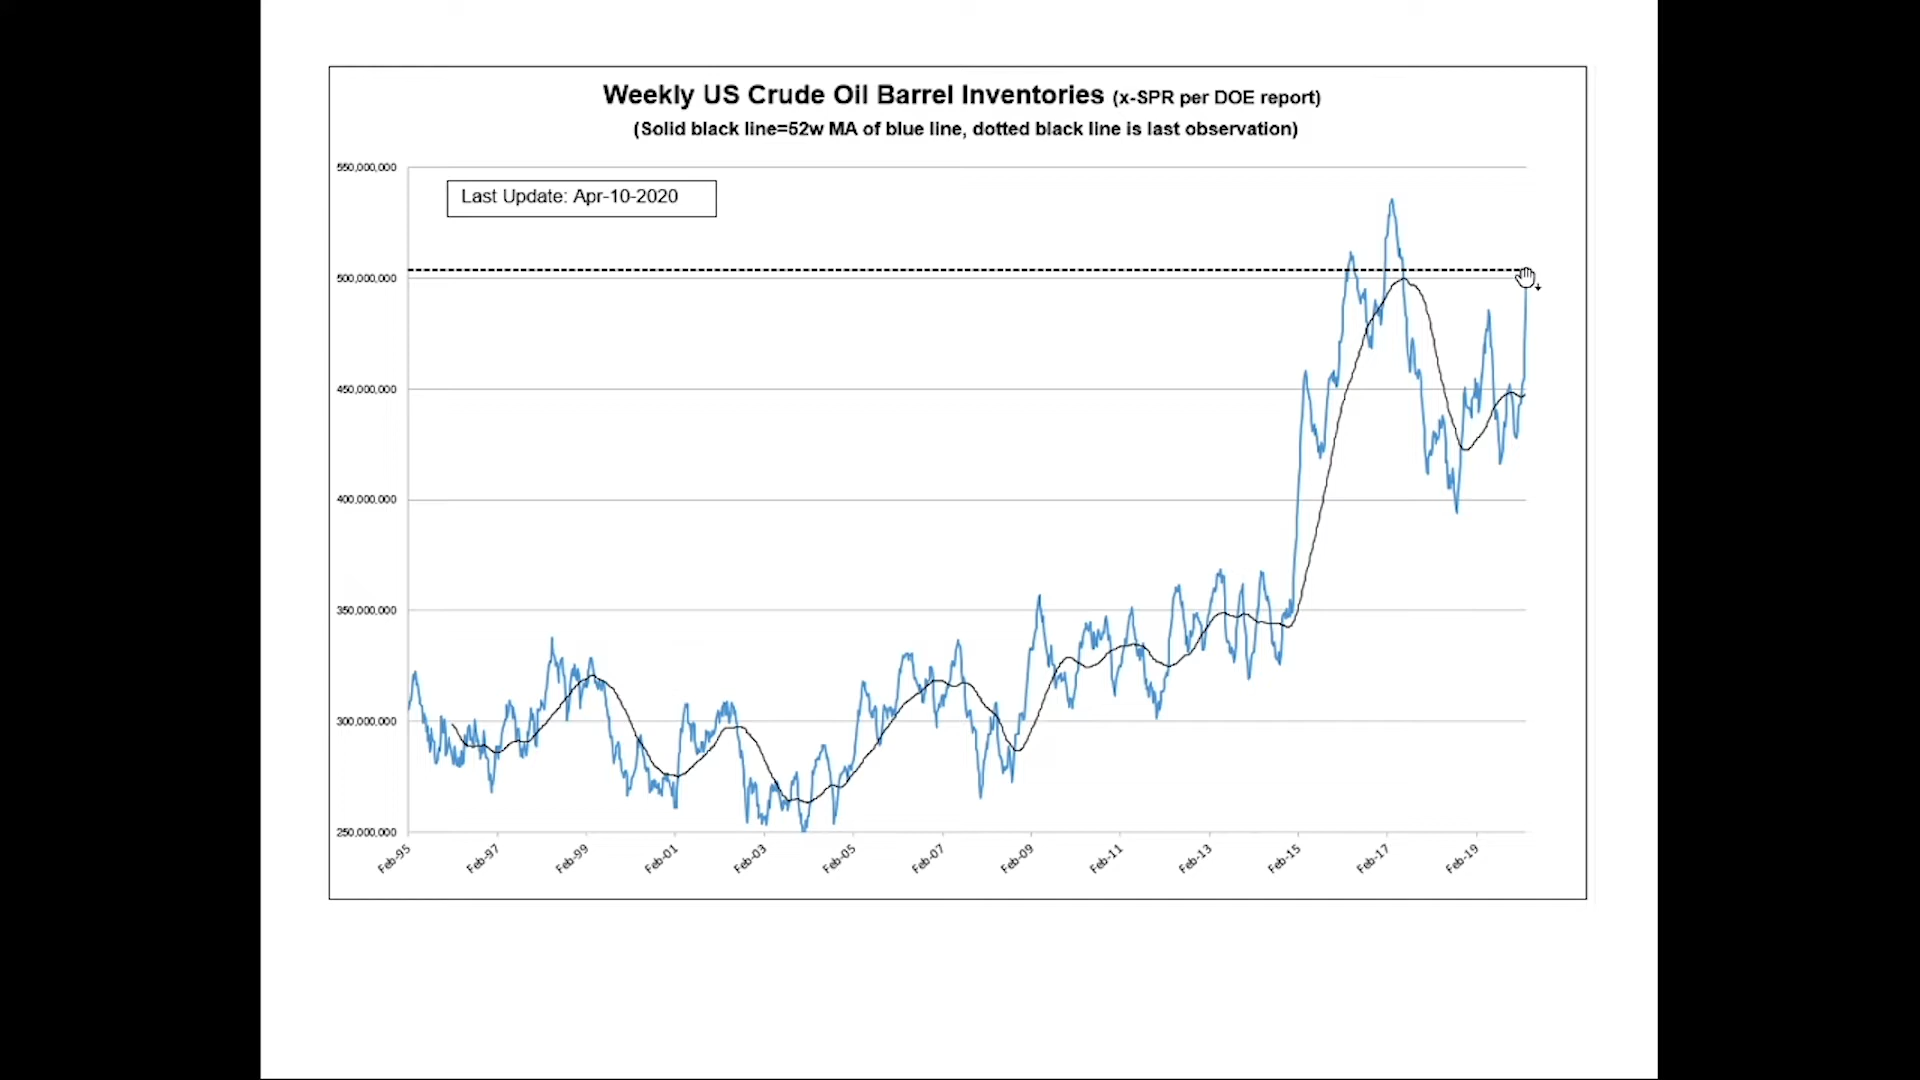 Weekly US Crude Oil Barrel Inventories (x-SPR per DOE report)
(Solid black line=52w MA of blue line, dotted black line is last observation)
550,000,000
Last Update: Apr-10-2020
500,000,000
450,000,000
400,000,000
350,000,000
300,000,000
250,000,000
Feb-95
Feb-97
Feb-99
Feb-01
Feb-03
Feb-05
Feb-07
Feb-09
Feb-11
Feb-13
Feb-15
Feb-17
Feb-19